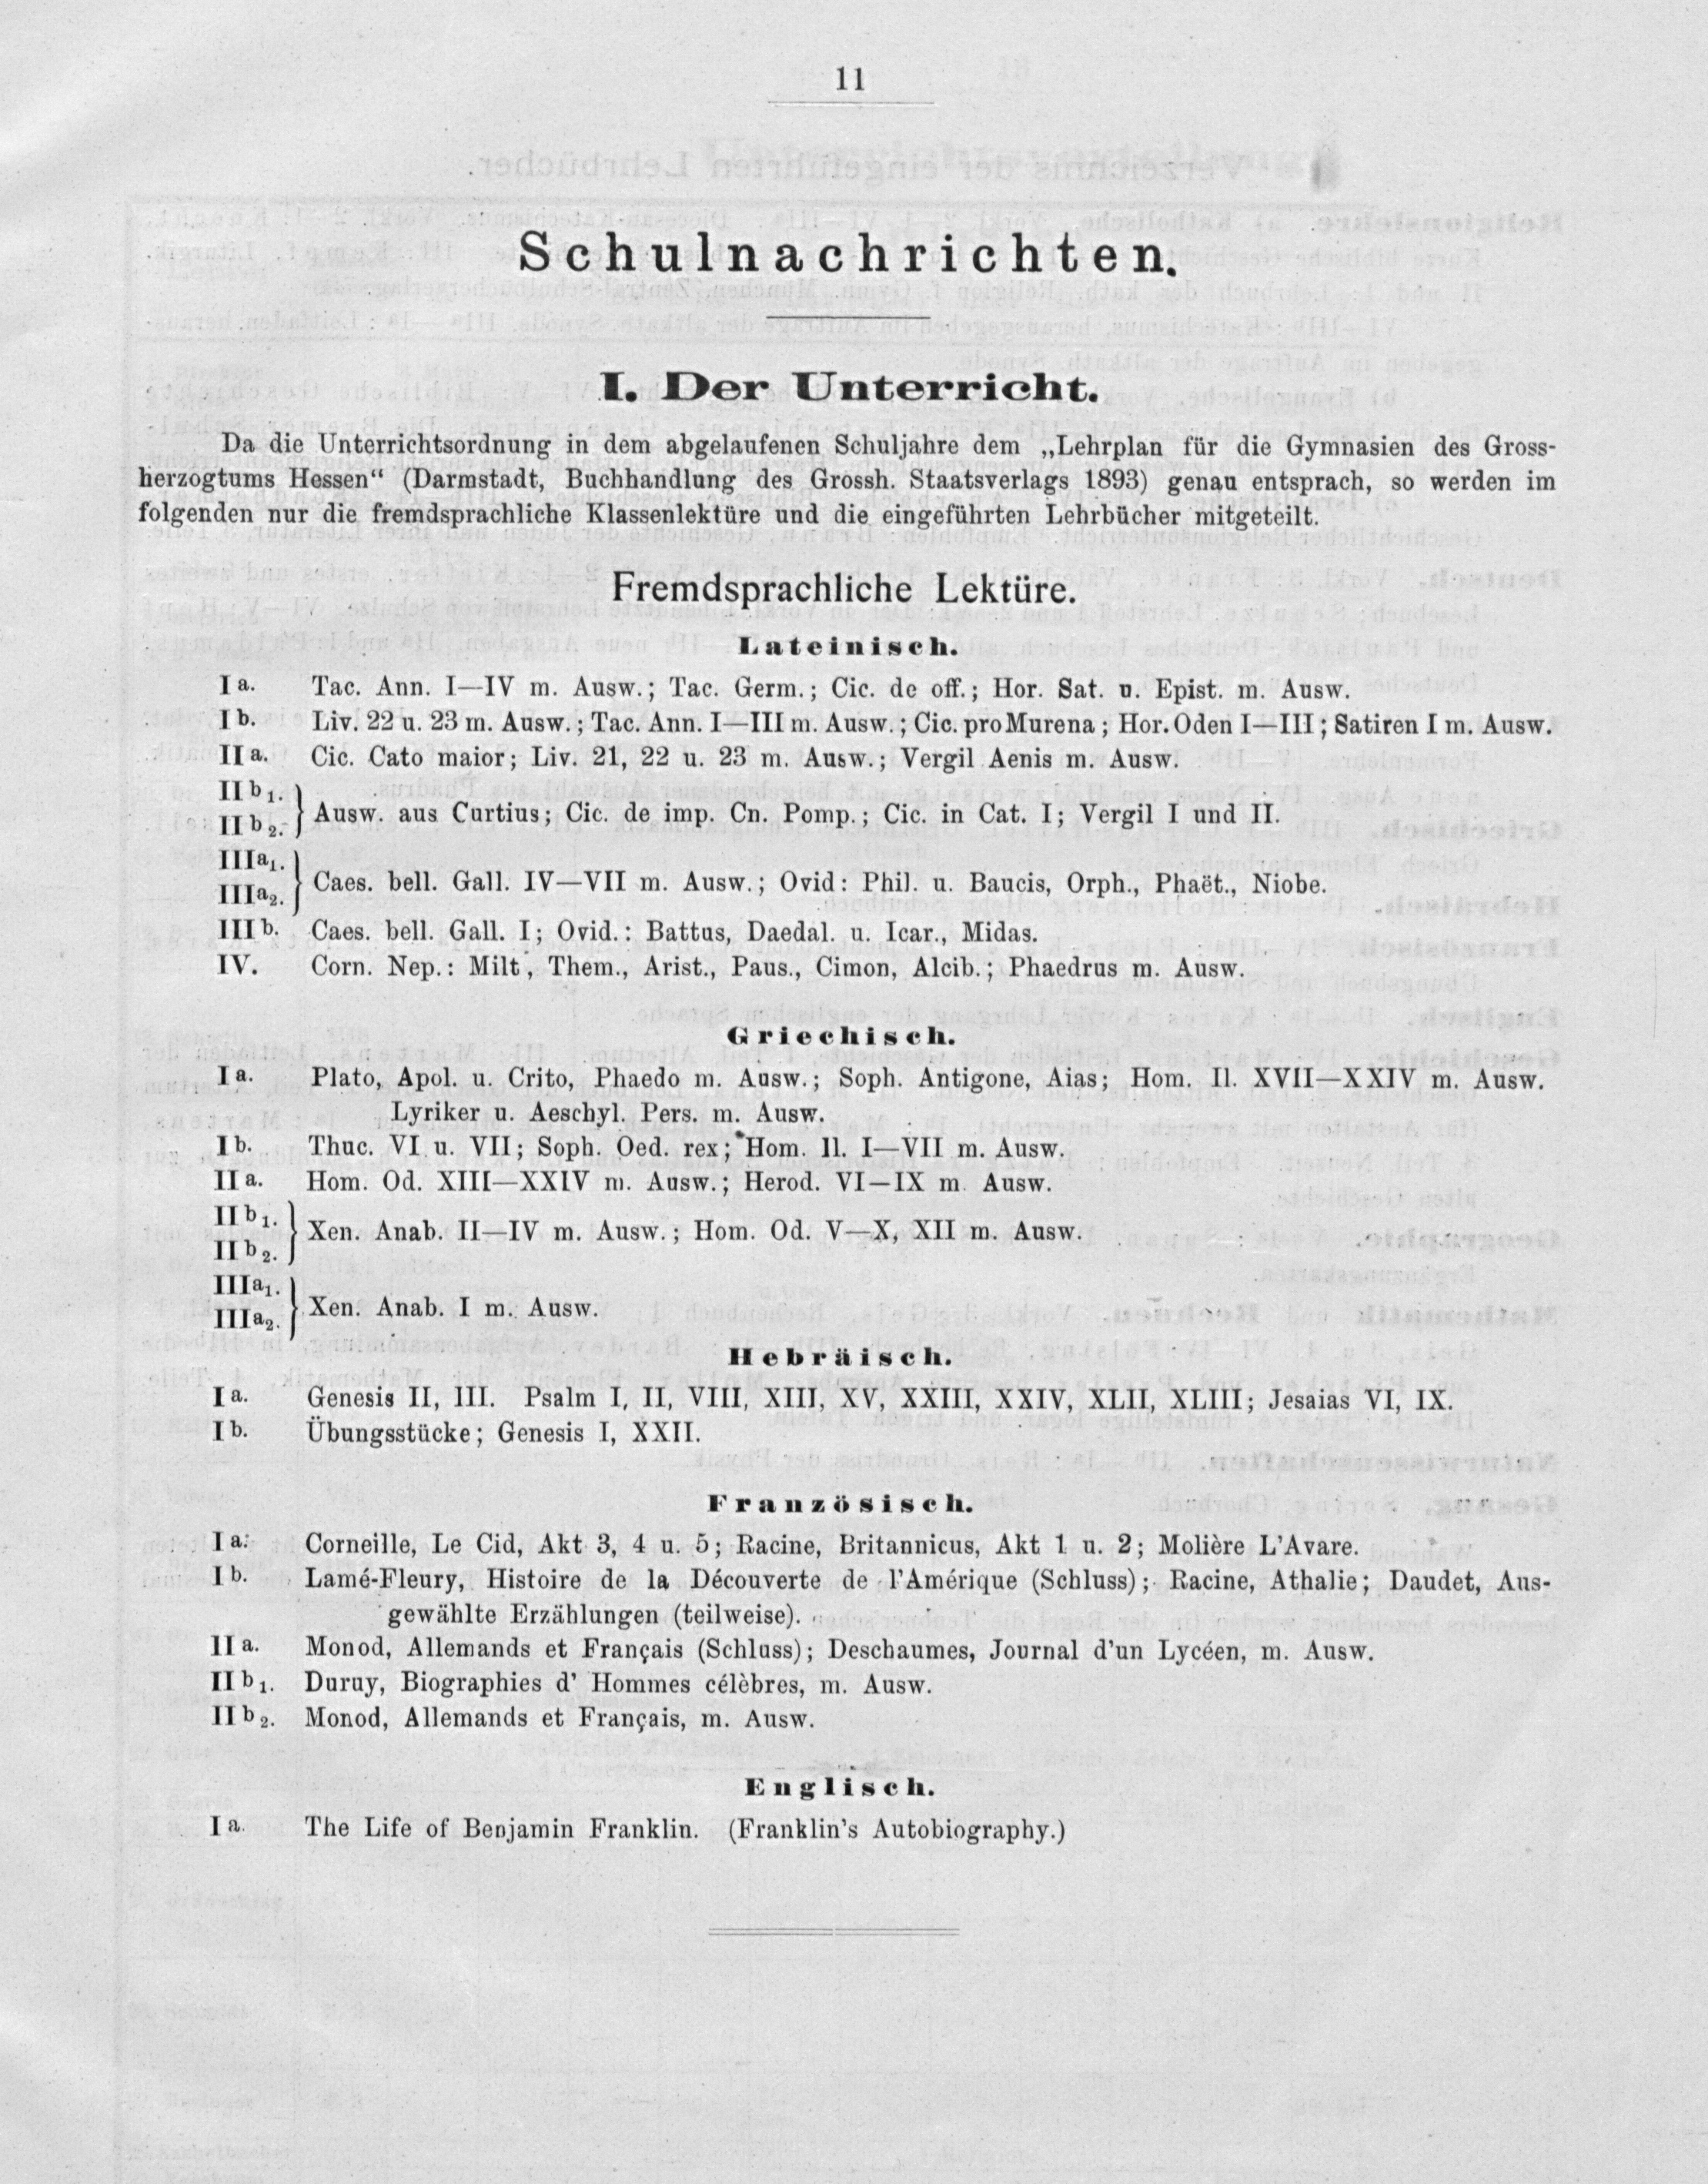 11
Schulnachrichten.
I. Der Unterricht.
Da die Unterrichtsordnung in dem abgelaufenen Schuljahre dem „Lehrplan für die Gymnasien des Gross-
herzogtums Hessen“ (Darmstadt, Buchhandlung des Grossh. Staatsverlags 1893) genau entsprach, so werden im
folgenden nur die fremdsprachliche Klassenlektüre und die eingeführten Lehrbücher mitgeteilt.
Fremdsprachliche Lektüre.
Lateinisch.
Ia. Tac. Ann. I—IV m. Ausw.; Tac. Germ.; Cic. de off.; Hor. Sat. u. Epist. m. Ausw.
Ib. Liv. 22 u. 23 m. Ausw.; Tac. Ann. I—III m. Ausw.; Cic. pro Murena; Hor. Oden I—III; Satiren I m. Ausw.
IIa. Cic. Cato maior; Liv. 21, 22 u. 23 m. Ausw.; Vergil Aenis m. Ausw.
IIb1.
IIb2. Ausw. aus Curtius; Cic. de imp. Cn. Pomp.; Cic. in Cat. I; Vergil I und II.
IIIa1.
IIIa2. Caes. bell. Gall. IV—VII m. Ausw.; Ovid: Phil. u. Baucis, Orph., Phaët., Niobe.
IIIb. Caes. bell. Gall. I; Ovid.: Battus, Daedal. u. Icar., Midas.
IV. Corn. Nep.: Milt., Them., Arist., Paus., Cimon, Alcib.; Phaedrus m. Ausw.
Griechisch.
Ia. Plato, Apol. u. Crito, Phaedo m. Ausw.; Soph. Antigone, Aias; Hom. Il. XVII—XXIV m. Ausw.
Lyriker u. Aeschyl. Pers. m. Ausw.
Ib. Thuc. VI u. VII; Soph. Oed. rex; Hom. Il. I—VII m. Ausw.
IIa. Hom. Od. XIII—XXIV m. Ausw.; Herod. VI—IX m. Ausw.
IIb1.
IIb2. Xen. Anab. II—IV m. Ausw.; Hom. Od. V—X, XII m. Ausw.
IIIa1.
IIIa2. Xen. Anab. I m. Ausw.
Hebräisch.
Ia. Genesis II, III. Psalm I, II, VIII, XIII, XV, XXIII, XXIV, XLII, XLIII; Jesaias VI, IX.
Ib. Übungsstücke; Genesis I, XXII.
Französisch.
Ia. Corneille, Le Cid, Akt 3, 4 u. 5; Racine, Britannicus, Akt 1 u. 2; Molière L'Avare.
Ib. Lamé-Fleury, Histoire de la Découverte de l'Amérique (Schluss); Racine, Athalie; Daudet, Aus-
gewählte Erzählungen (teilweise).
IIa. Monod, Allemands et Français (Schluss); Deschaumes, Journal d'un Lycéen, m. Ausw.
IIb1. Duruy, Biographies d' Hommes célèbres, m. Ausw.
IIb2. Monod, Allemands et Français, m. Ausw.
Englisch.
Ia. The Life of Benjamin Franklin. (Franklin's Autobiography.)